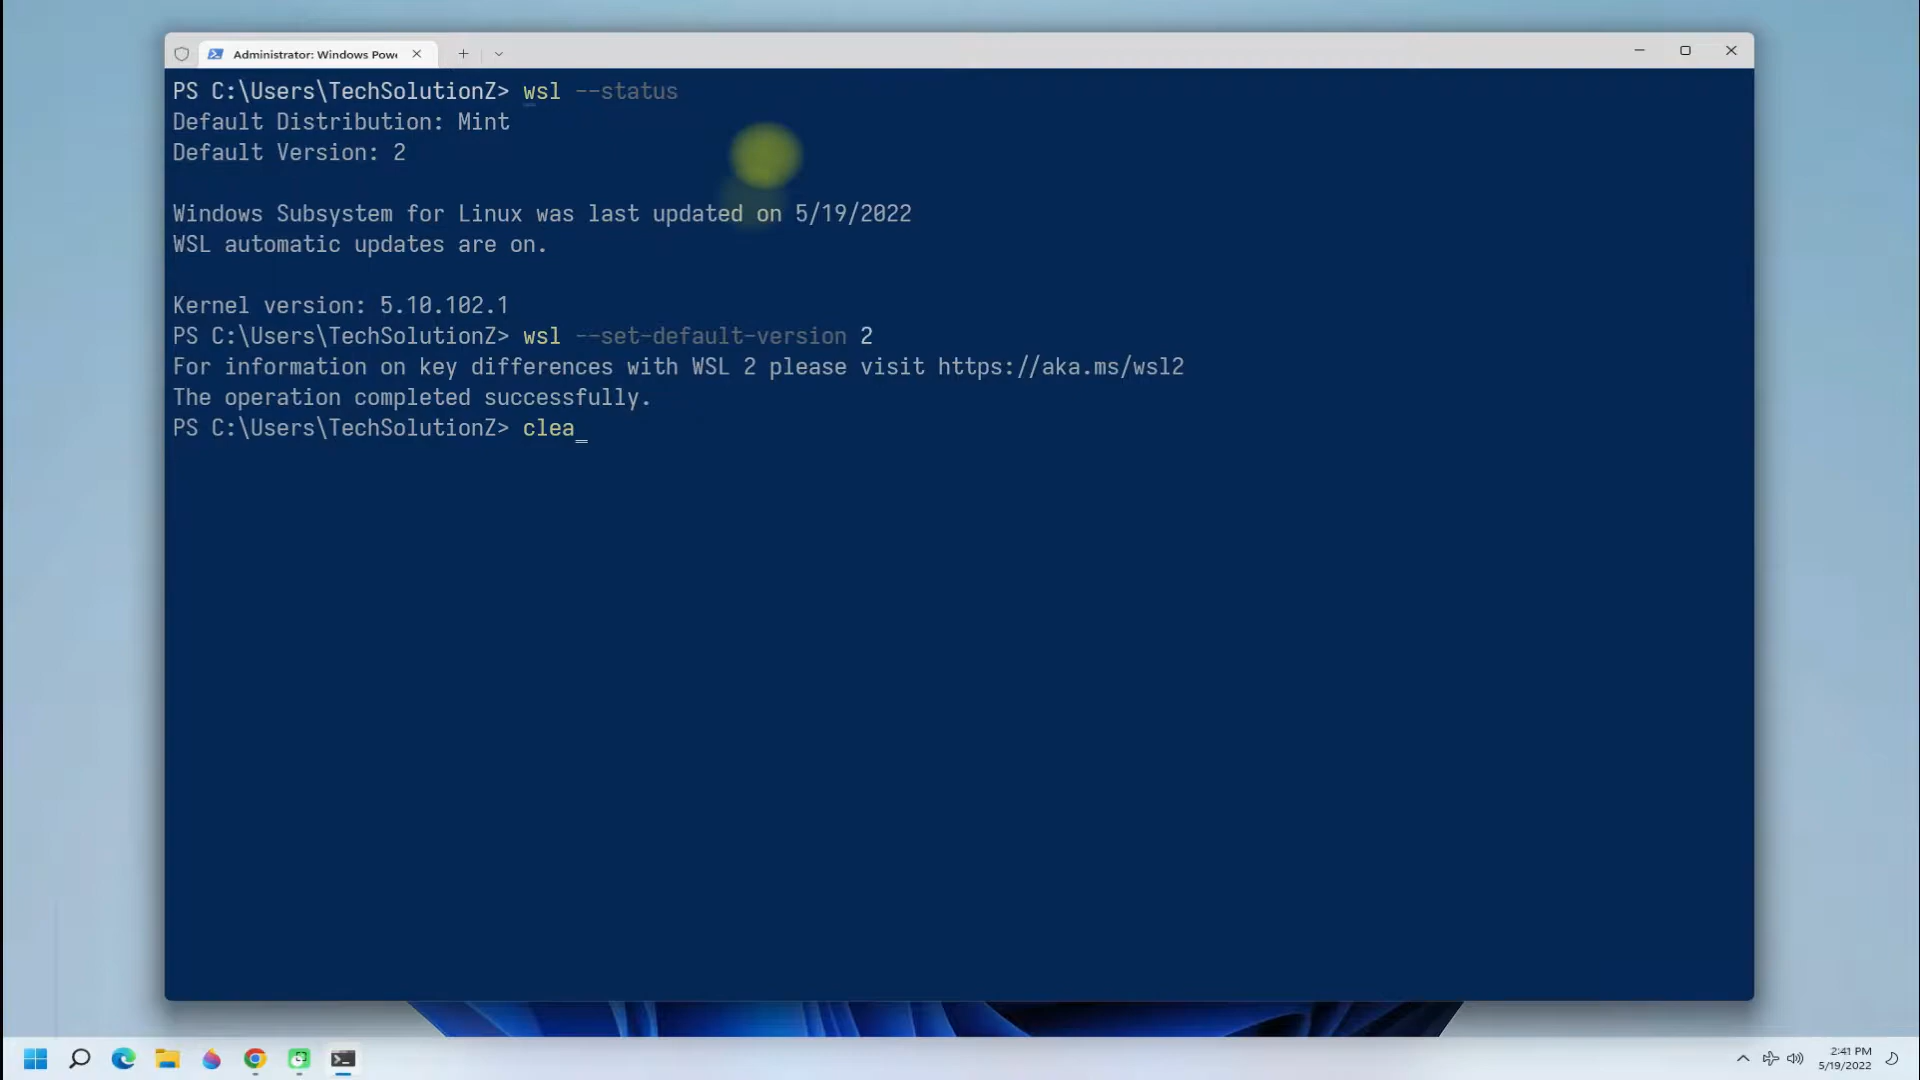 Administrator: Windows Powe
PS C:\Users\TechSolutionZ> wsl --status
Default Distribution: Mint
Default Version: 2
Windows Subsystem for Linux was last updated on 5/19/2022
WSL automatic updates are on.
Kernel version: 5.10.102.1
PS C:\Users\TechSolutionZ> wsl --set-default-version 2
For information on key differences with WSL 2 please visit https://aka.ms/wsl2
The operation completed successfully.
PS C:\Users\TechSolutionZ> clea_
2:41 PM
5/19/2022